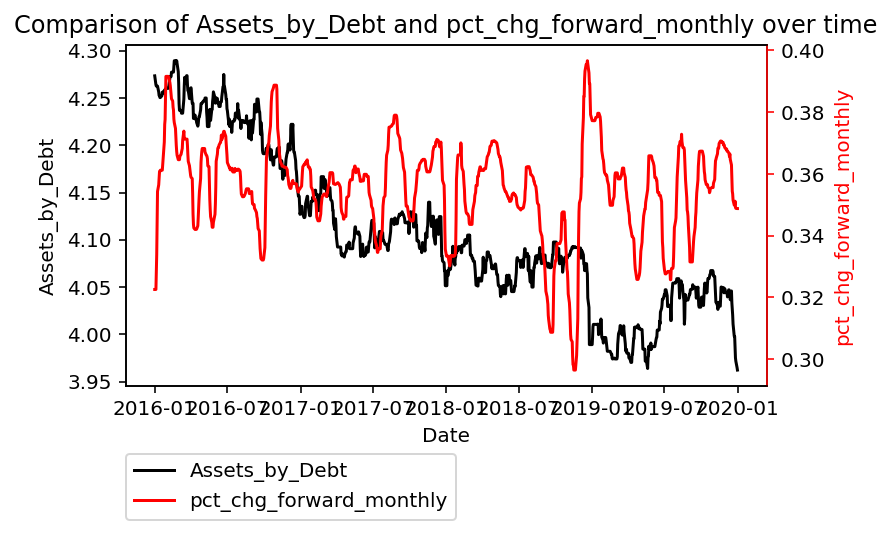 Comparison of Assets_by_Debt and pct_chg_forward_monthly over time
4.30
4.25
4.20
4.15
4.10
4.05
4.00
3.95
Assets_by_Debt
0.40
0.38
0.36
0.34
0.32
0.30
pct_chg_forward_monthly
2016-01 2016-07 2017-01 2017-07 2018-01 2018-07 2019-01 2019-07 2020-01
Date
Assets_by_Debt
pct_chg_forward_monthly